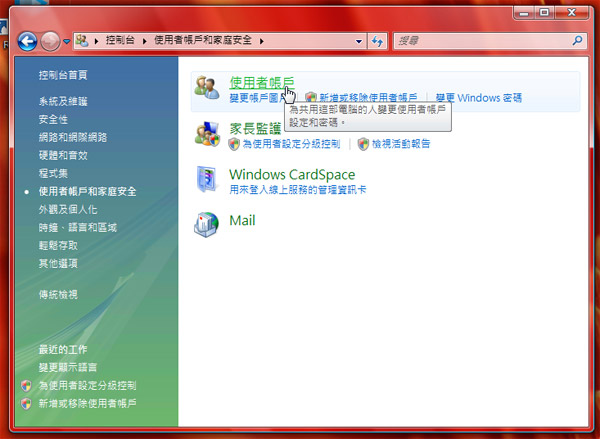 R
控制台 ▸ 使用者帳戶和家庭安全 ▸
搜尋
控制台首頁
系統及維護
安全性
網路和網際網路
硬體和音效
程式集
使用者帳戶和家庭安全
外觀及個人化
時鐘、語言和區域
輕鬆存取
其他選項
傳統檢視
最近的工作
變更顯示語言
為使用者設定分級控制
新增或移除使用者帳戶
使用者帳戶
變更帳戶圖片 新增或移除使用者帳戶 變更 Windows 密碼
為共用這部電腦的人變更使用者帳戶
設定和密碼。
家長監護
為使用者設定分級控制 檢視活動報告
Windows CardSpace
用來登入線上服務的管理資訊卡
Mail